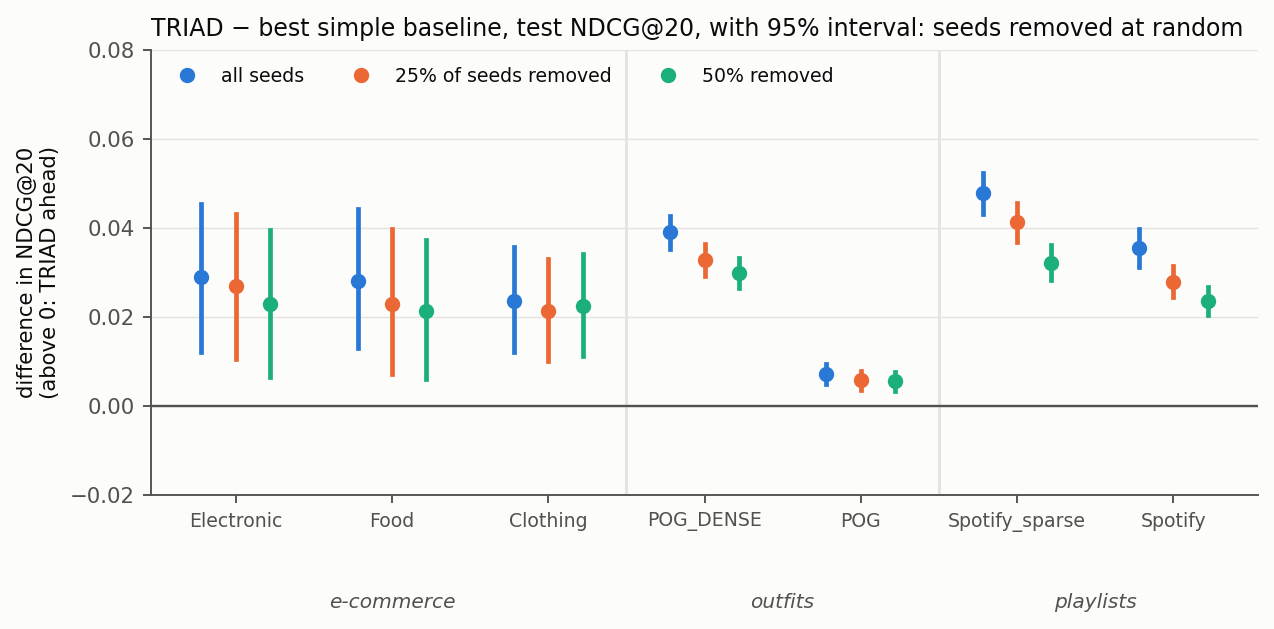 TRIAD − best simple baseline, test NDCG@20, with 95% interval: seeds removed at random
all seeds
25% of seeds removed
50% removed
difference in NDCG@20
(above 0: TRIAD ahead)
0.08
0.06
0.04
0.02
0.00
−0.02
Electronic
Food
Clothing
POG_DENSE
POG
Spotify_sparse
Spotify
e-commerce
outfits
playlists